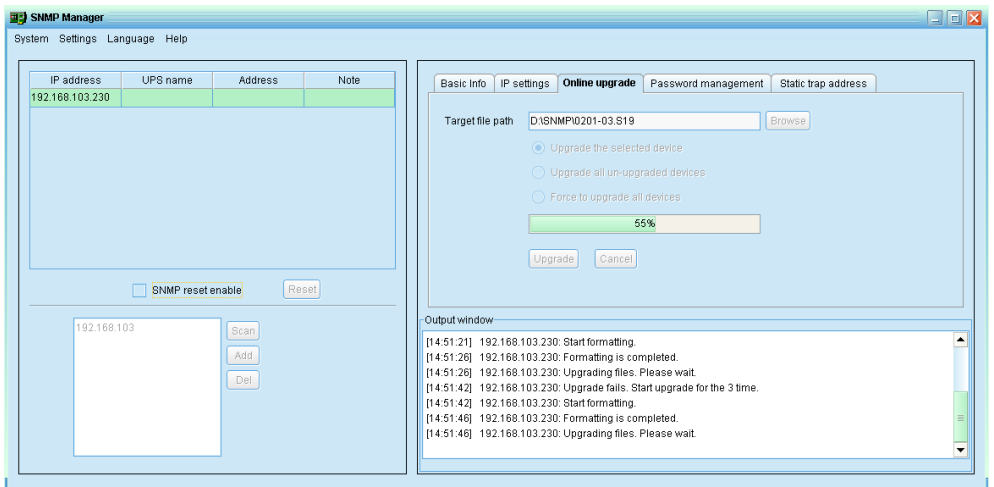 SNMP Manager
System Settings Language Help
IP address UPS name Address Note
192.168.103.230
SNMP reset enable Reset
192.168.103
Scan
Add
Del
Basic Info IP settings Online upgrade Password management Static trap address
Target file path D:\SNMP\0201-03.S19 Browse
Upgrade the selected device
Upgrade all un-upgraded devices
Force to upgrade all devices
55%
Upgrade Cancel
Output window
[14:51:21] 192.168.103.230: Start formatting.
[14:51:26] 192.168.103.230: Formatting is completed.
[14:51:26] 192.168.103.230: Upgrading files. Please wait.
[14:51:42] 192.168.103.230: Upgrade fails. Start upgrade for the 3 time.
[14:51:42] 192.168.103.230: Start formatting.
[14:51:46] 192.168.103.230: Formatting is completed.
[14:51:46] 192.168.103.230: Upgrading files. Please wait.